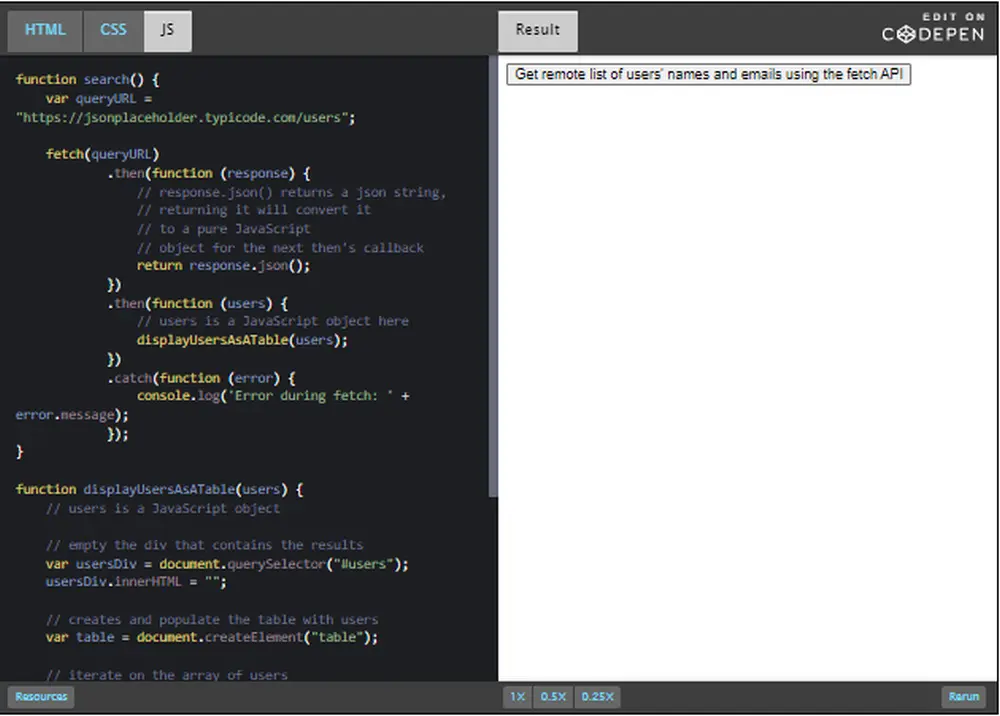 HTML CSS JS
Result
EDIT ON
CODEPEN
function search() {
    var queryURL =
"https://jsonplaceholder.typicode.com/users";
    fetch(queryURL)
            .then(function (response) {
                // response.json() returns a json string,
                // returning it will convert it
                // to a pure JavaScript
                // object for the next then's callback
                return response.json();
            })
            .then(function (users) {
                // users is a JavaScript object here
                displayUsersAsATable(users);
            })
            .catch(function (error) {
                console.log('Error during fetch: ' +
error.message);
            });
}
function displayUsersAsATable(users) {
    // users is a JavaScript object
    // empty the div that contains the results
    var usersDiv = document.querySelector("#users");
    usersDiv.innerHTML = "";
    // creates and populate the table with users
    var table = document.createElement("table");
    // iterate on the array of users
Get remote list of users' names and emails using the fetch API
Resources
1X 0.5X 0.25X
Rerun